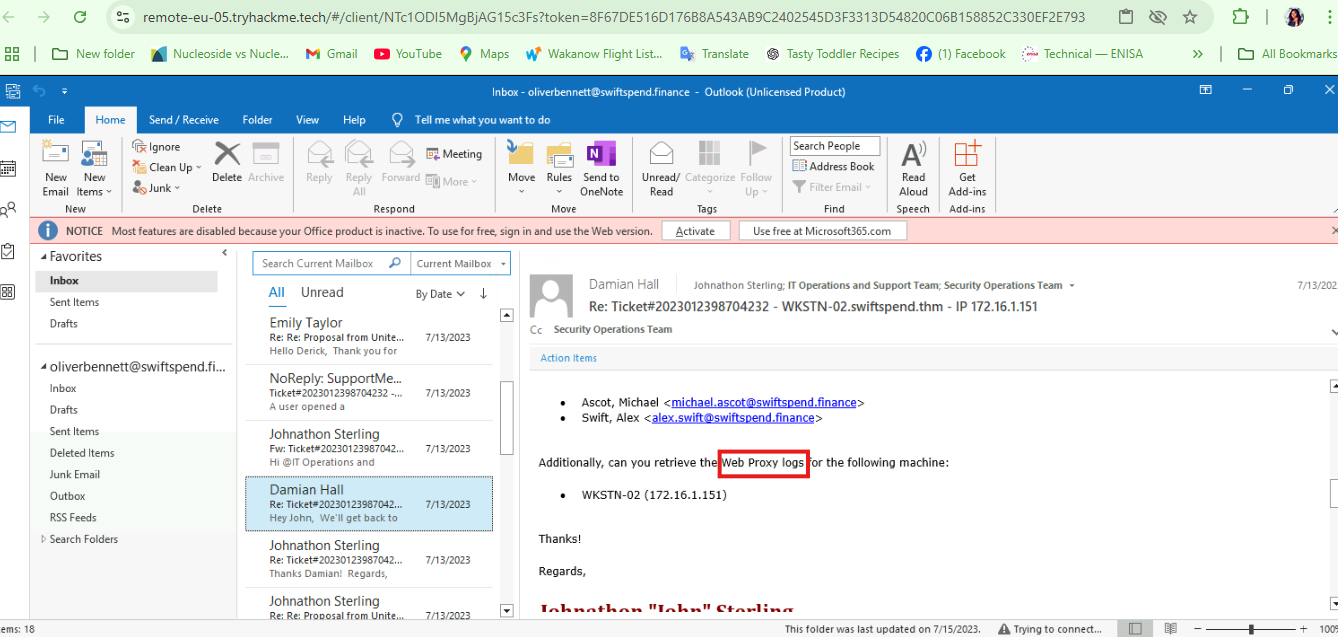 remote-eu-05.tryhackme.tech/#/client/NTc1ODI5MgBjAG15c3Fs?token=8F67DE516D176B8A543AB9C2402545D3F3313D54820C06B158852C330EF2E793
New folder Nucleoside vs Nucle... Gmail YouTube Maps Wakanow Flight List... Translate Tasty Toddler Recipes (1) Facebook Technical — ENISA » All Bookmarks
Inbox - oliverbennett@swiftspend.finance - Outlook (Unlicensed Product)
File Home Send / Receive Folder View Help Tell me what you want to do
New Email
New Items
Ignore
Clean Up
Junk
Delete
Archive
Reply
Reply All
Forward
Meeting
More
Move
Rules
Send to OneNote
Unread/ Read
Categorize
Follow Up
Search People
Address Book
Filter Email
Read Aloud
Get Add-ins
New Delete Respond Move Tags Find Speech Add-ins
NOTICE Most features are disabled because your Office product is inactive. To use for free, sign in and use the Web version. Activate Use free at Microsoft365.com
Favorites
Inbox
Sent Items
Drafts
oliverbennett@swiftspend.fi...
Inbox
Drafts
Sent Items
Deleted Items
Junk Email
Outbox
RSS Feeds
Search Folders
Search Current Mailbox Current Mailbox
All Unread By Date
Emily Taylor
Re: Re: Proposal from Unite... 7/13/2023
Hello Derick, Thank you for
NoReply: SupportMe...
Ticket#2023012398704232 - 7/13/2023
A user opened a
Johnathon Sterling
Fw: Ticket#20230123987042... 7/13/2023
Hi @IT Operations and
Damian Hall
Re: Ticket#20230123987042... 7/13/2023
Hey John, We'll get back to
Johnathon Sterling
Re: Ticket#20230123987042... 7/13/2023
Thanks Damian! Regards,
Johnathon Sterling
Re: Re: Proposal from Unite... 7/13/2023
Damian Hall Johnathon Sterling; IT Operations and Support Team; Security Operations Team 7/13/202
Re: Ticket#2023012398704232 - WKSTN-02.swiftspend.thm - IP 172.16.1.151
Cc Security Operations Team
Action Items
• Ascot, Michael <michael.ascot@swiftspend.finance>
• Swift, Alex <alex.swift@swiftspend.finance>
Additionally, can you retrieve the Web Proxy logs for the following machine:
• WKSTN-02 (172.16.1.151)
Thanks!
Regards,
Johnathon "John" Sterling
ems: 18 This folder was last updated on 7/15/2023. Trying to connect... 100%